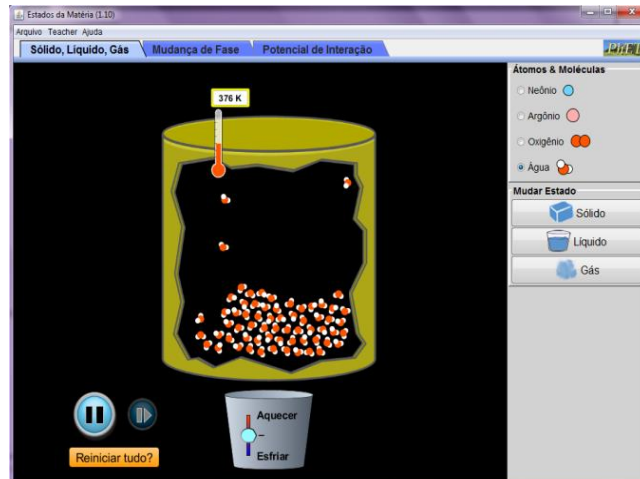 Estados da Matéria (1.10)
Arquivo Teacher Ajuda
Sólido, Líquido, Gás Mudança de Fase Potencial de Interação
PhET
376 K
Átomos & Moléculas
Neônio
Argônio
Oxigênio
Água
Mudar Estado
Sólido
Líquido
Gás
Aquecer
Esfriar
Reiniciar tudo?